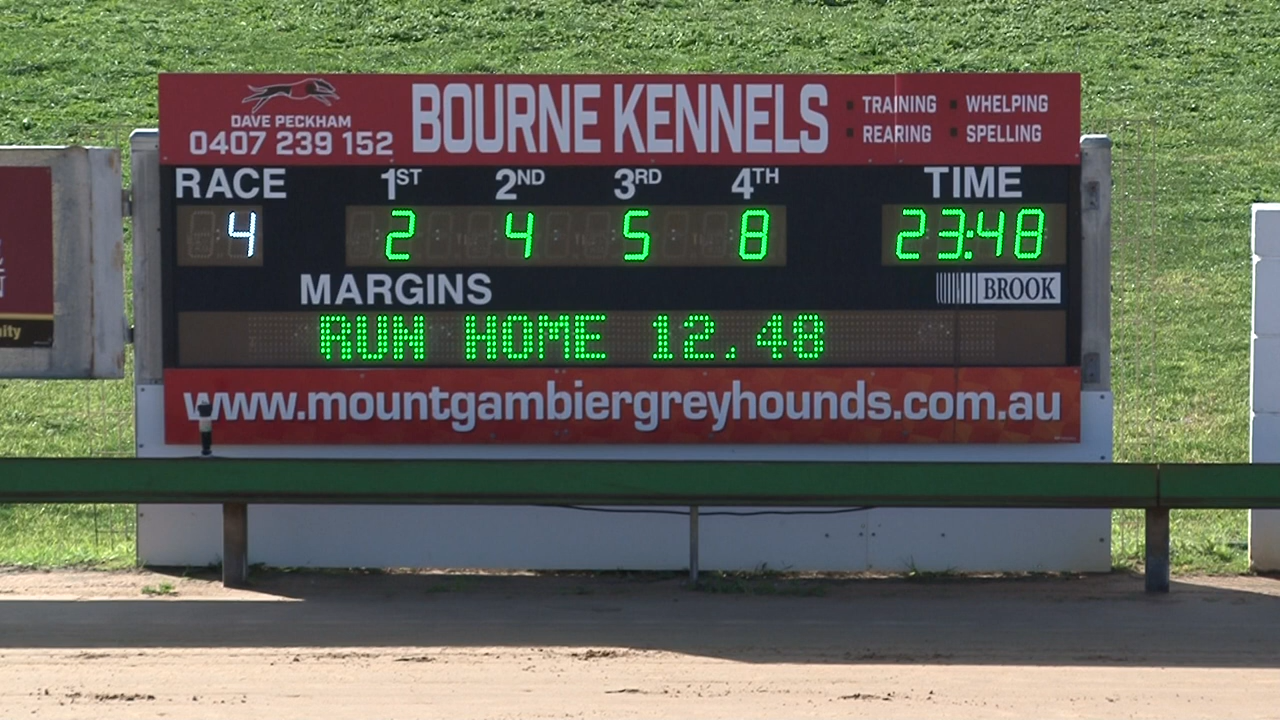 DAVE PECKHAM
0407 239 152
BOURNE KENNELS
TRAINING WHELPING
REARING SPELLING
RACE 1ST 2ND 3RD 4TH TIME
4 2 4 5 8 23:48
MARGINS BROOK
RUN HOME 12.48
www.mountgambiergreyhounds.com.au